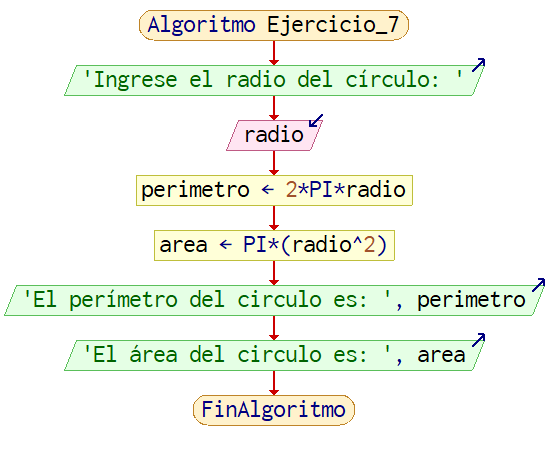 Algoritmo Ejercicio_7
'Ingrese el radio del círculo: '
radio
perimetro ← 2*PI*radio
area ← PI*(radio^2)
'El perímetro del circulo es: ', perimetro
'El área del circulo es: ', area
FinAlgoritmo